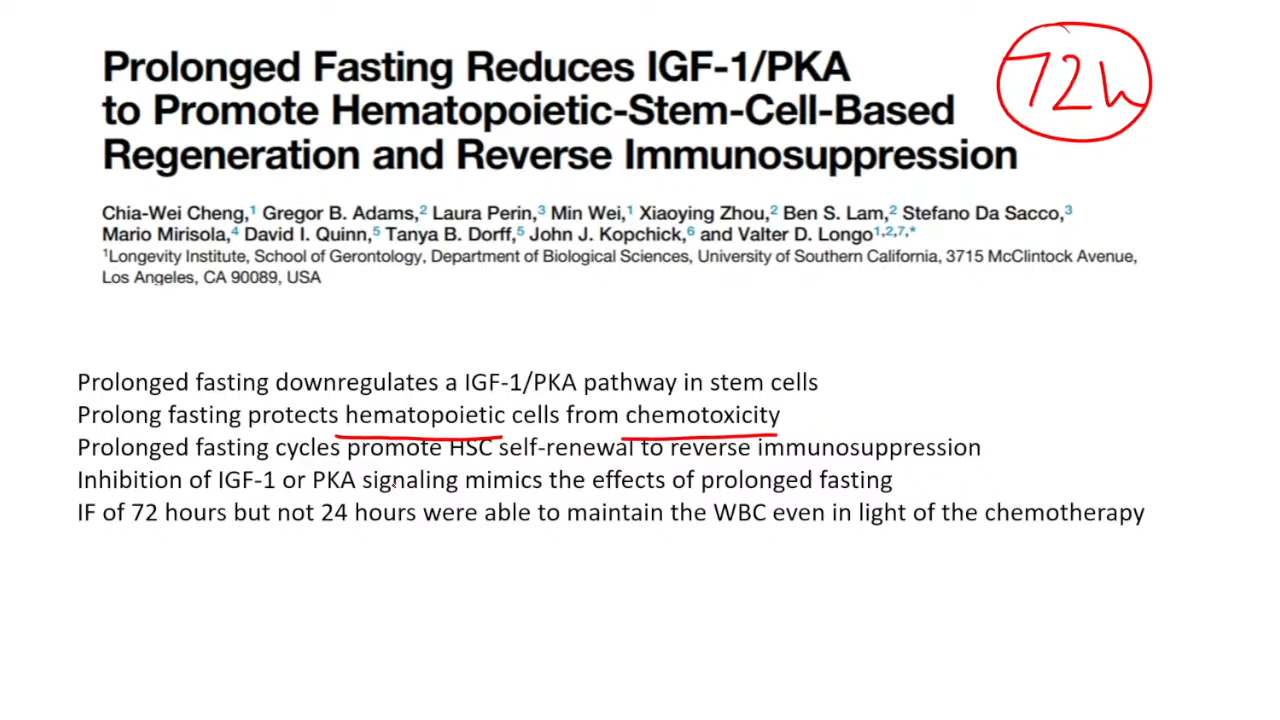 Prolonged Fasting Reduces IGF-1/PKA
to Promote Hematopoietic-Stem-Cell-Based
Regeneration and Reverse Immunosuppression
72h
Chia-Wei Cheng,¹ Gregor B. Adams,² Laura Perin,³ Min Wei,¹ Xiaoying Zhou,² Ben S. Lam,² Stefano Da Sacco,³
Mario Mirisola,⁴ David I. Quinn,⁵ Tanya B. Dorff,⁵ John J. Kopchick,⁶ and Valter D. Longo¹,²,⁷,*
¹Longevity Institute, School of Gerontology, Department of Biological Sciences, University of Southern California, 3715 McClintock Avenue,
Los Angeles, CA 90089, USA
Prolonged fasting downregulates a IGF-1/PKA pathway in stem cells
Prolong fasting protects hematopoietic cells from chemotoxicity
Prolonged fasting cycles promote HSC self-renewal to reverse immunosuppression
Inhibition of IGF-1 or PKA signaling mimics the effects of prolonged fasting
IF of 72 hours but not 24 hours were able to maintain the WBC even in light of the chemotherapy